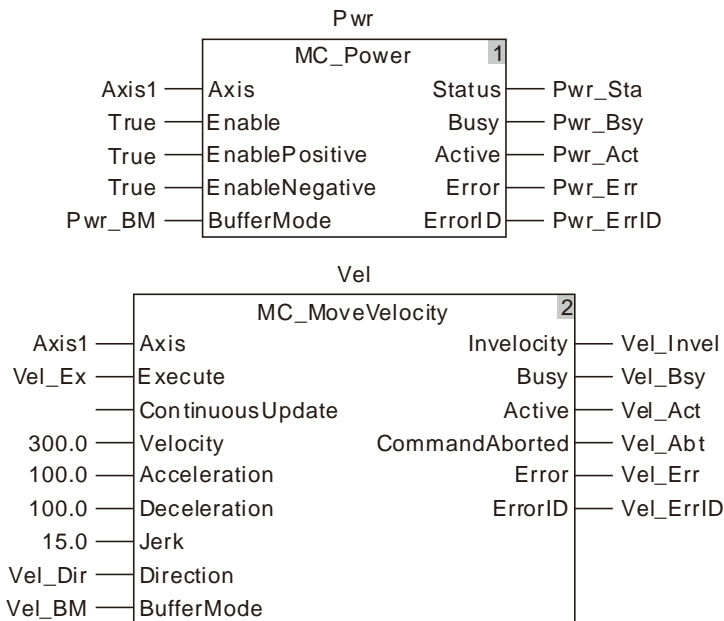 Pwr
MC_Power 1
Axis1 Axis Status Pwr_Sta
True Enable Busy Pwr_Bsy
True EnablePositive Active Pwr_Act
True EnableNegative Error Pwr_Err
Pwr_BM BufferMode ErrorID Pwr_ErrID
Vel
MC_MoveVelocity 2
Axis1 Axis Invelocity Vel_Invel
Vel_Ex Execute Busy Vel_Bsy
ContinuousUpdate Active Vel_Act
300.0 Velocity CommandAborted Vel_Abt
100.0 Acceleration Error Vel_Err
100.0 Deceleration ErrorID Vel_ErrID
15.0 Jerk
Vel_Dir Direction
Vel_BM BufferMode